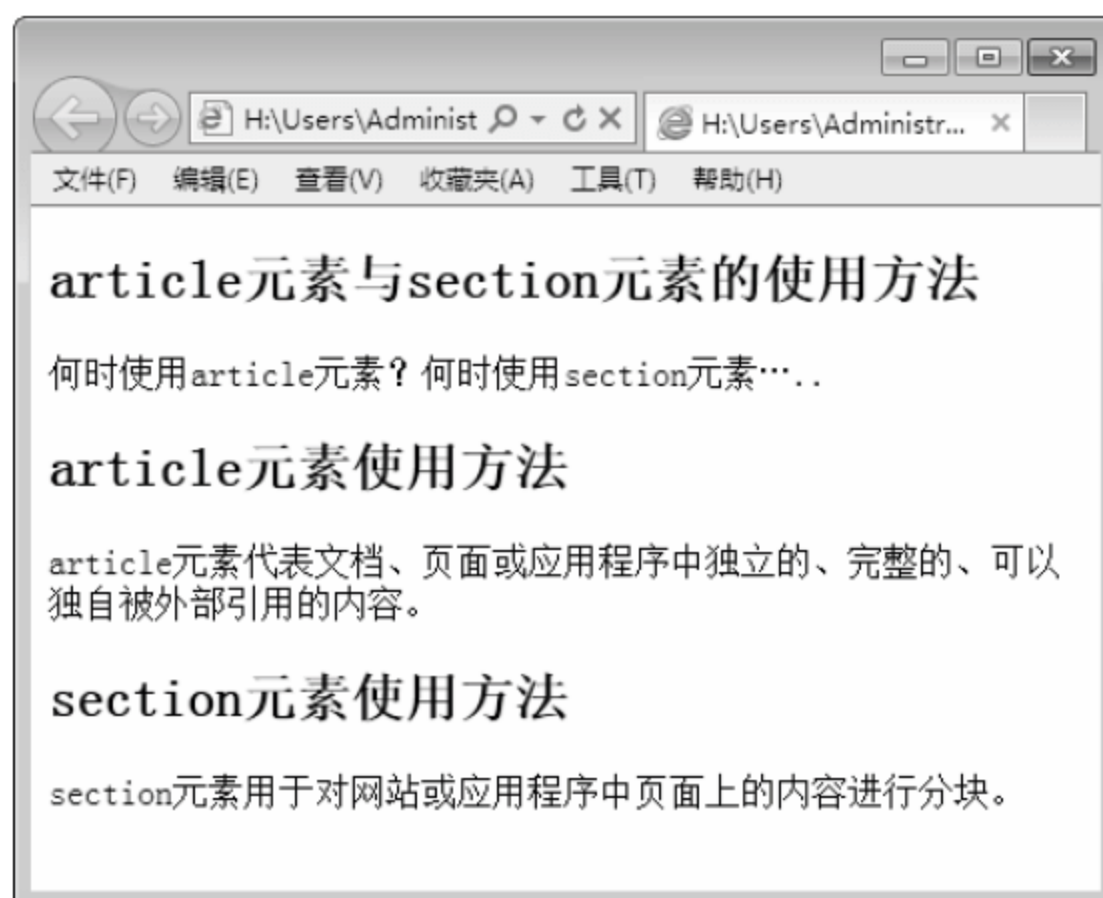 H:\Users\Administ
H:\Users\Administr...
文件(F) 编辑(E) 查看(V) 收藏夹(A) 工具(T) 帮助(H)
article元素与section元素的使用方法
何时使用article元素？何时使用section元素…..
article元素使用方法
article元素代表文档、页面或应用程序中独立的、完整的、可以
独自被外部引用的内容。
section元素使用方法
section元素用于对网站或应用程序中页面上的内容进行分块。